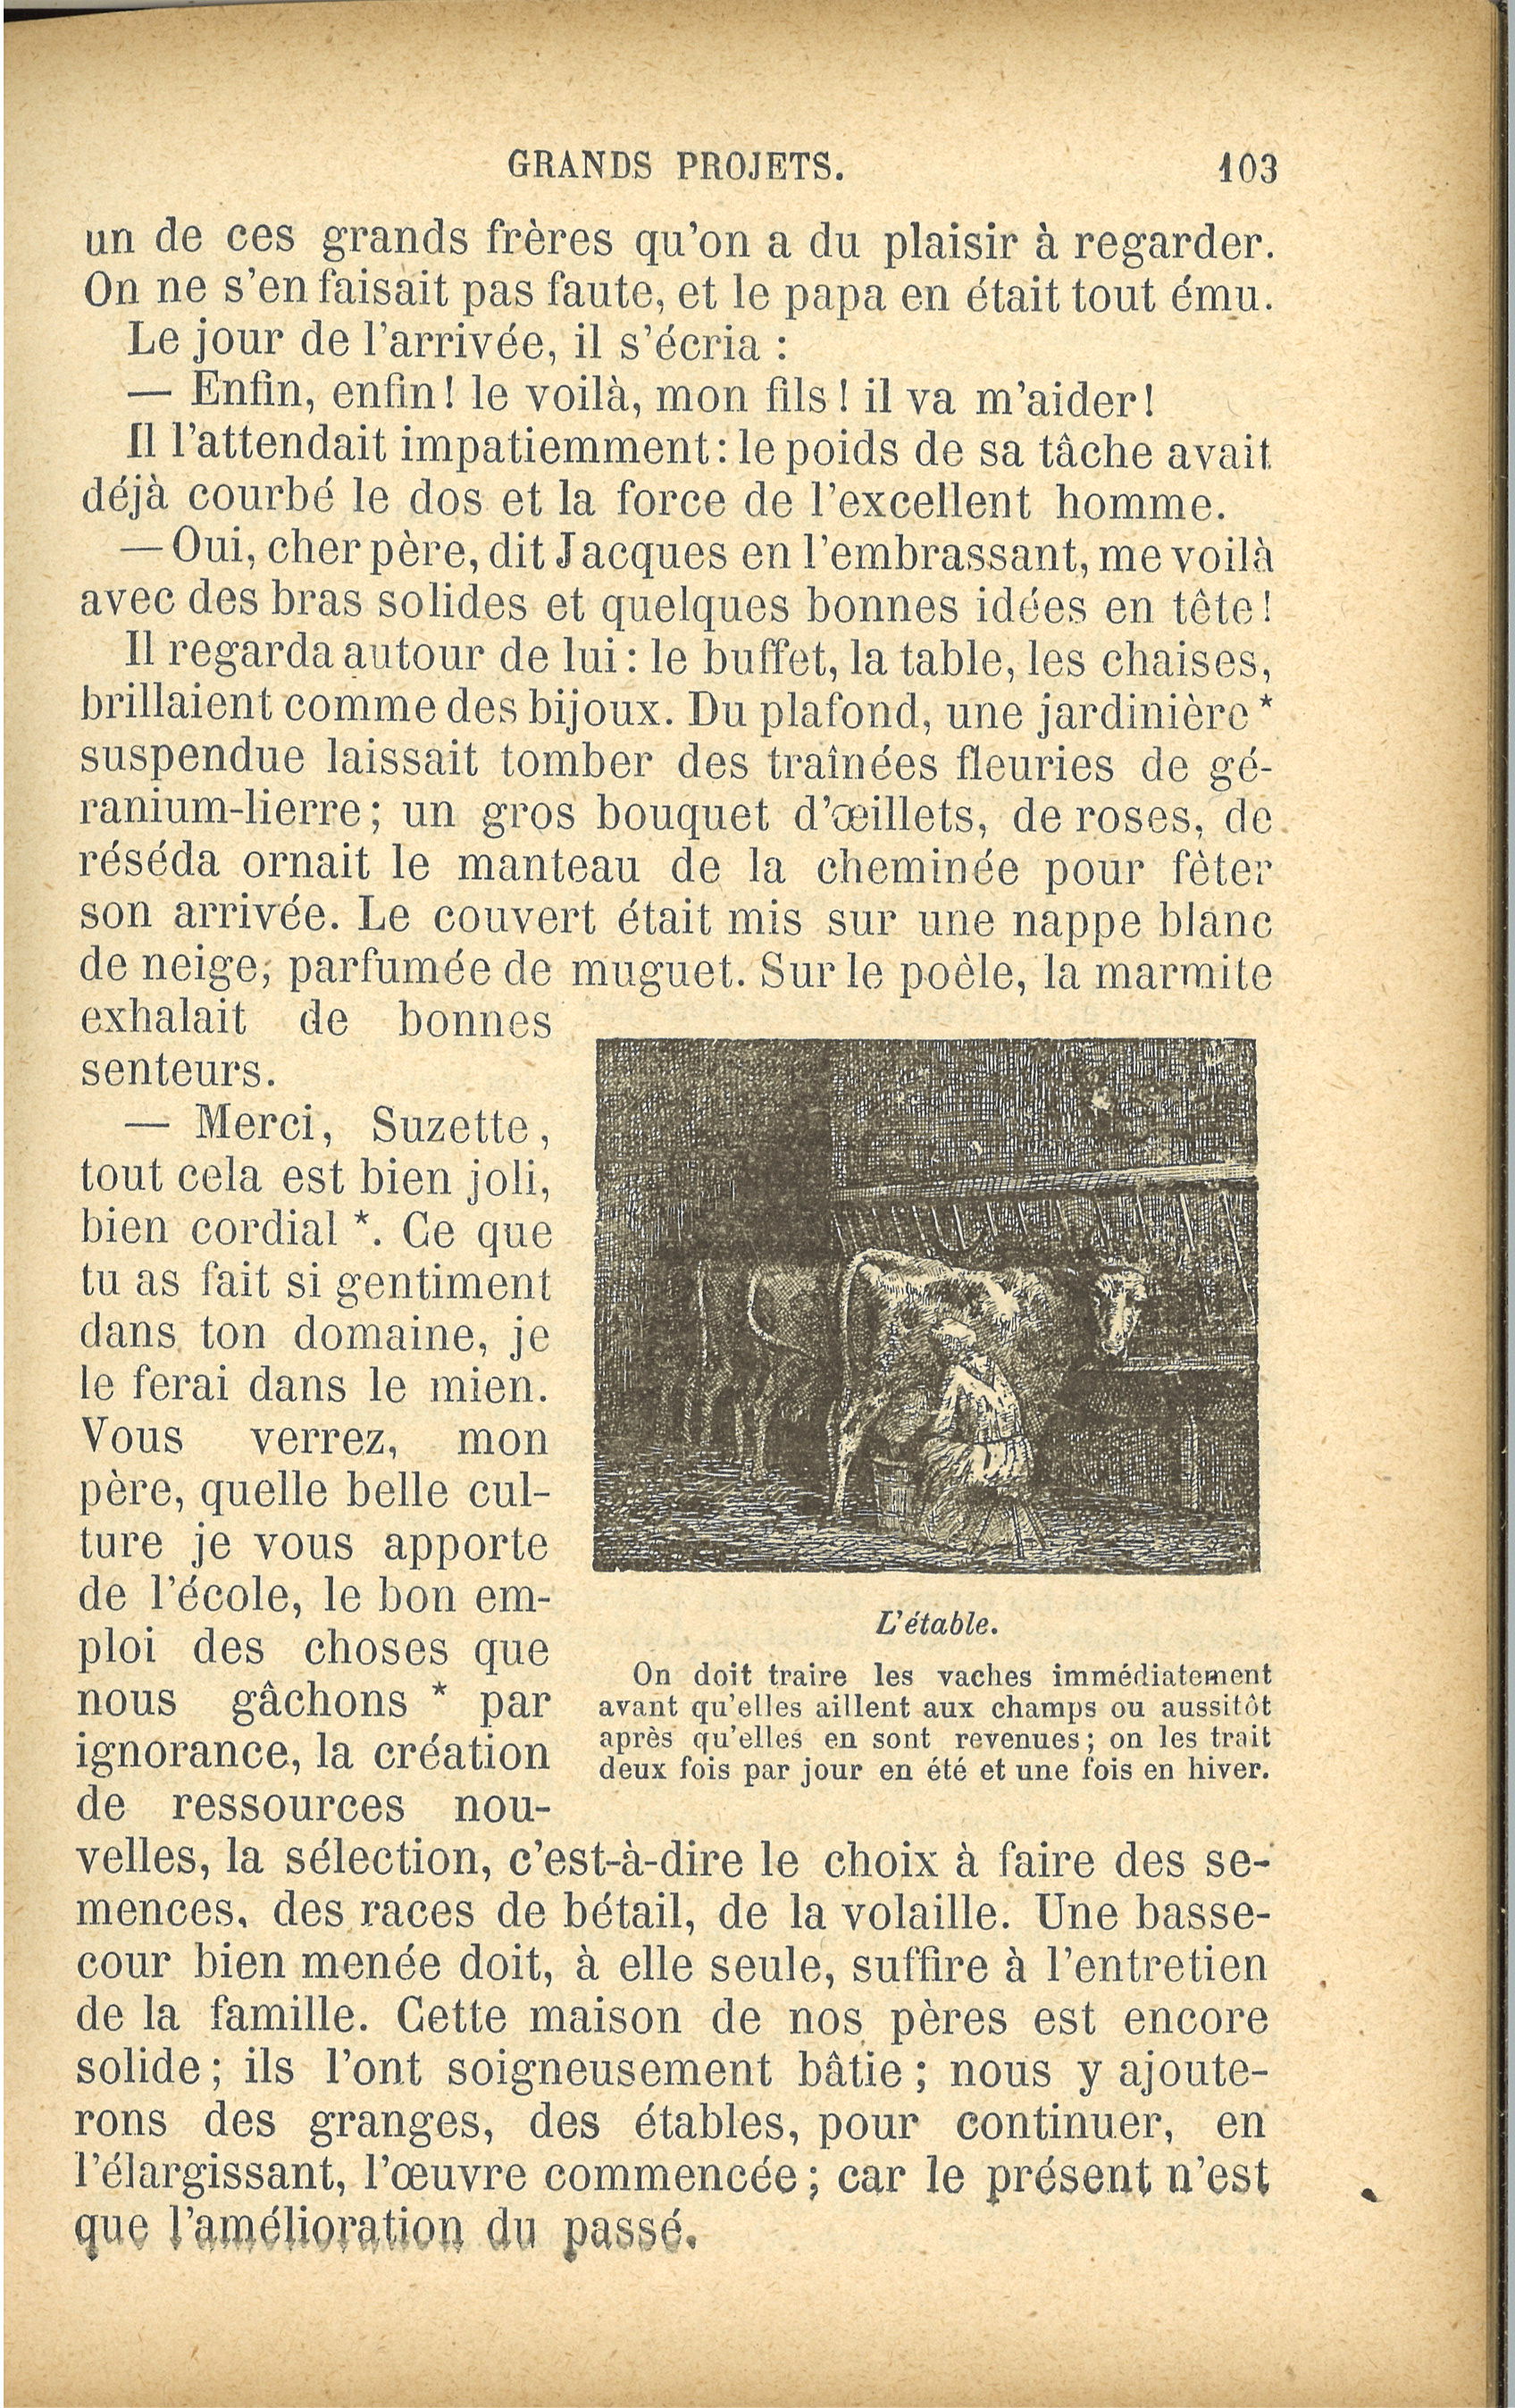 GRANDS PROJETS. 103
un de ces grands frères qu'on a du plaisir à regarder.
On ne s'en faisait pas faute, et le papa en était tout ému.
Le jour de l'arrivée, il s'écria :
— Enfin, enfin! le voilà, mon fils! il va m'aider!
Il l'attendait impatiemment : le poids de sa tâche avait
déjà courbé le dos et la force de l'excellent homme.
— Oui, cher père, dit Jacques en l'embrassant, me voilà
avec des bras solides et quelques bonnes idées en tête!
Il regarda autour de lui : le buffet, la table, les chaises,
brillaient comme des bijoux. Du plafond, une jardinière *
suspendue laissait tomber des traînées fleuries de gé-
ranium-lierre; un gros bouquet d'œillets, de roses, de
réséda ornait le manteau de la cheminée pour fêter
son arrivée. Le couvert était mis sur une nappe blanc
de neige, parfumée de muguet. Sur le poêle, la marmite
exhalait de bonnes
senteurs.
— Merci, Suzette,
tout cela est bien joli,
bien cordial *. Ce que
tu as fait si gentiment
dans ton domaine, je
le ferai dans le mien.
Vous verrez, mon
père, quelle belle cul-
ture je vous apporte
de l'école, le bon em-
ploi des choses que
nous gâchons * par
ignorance, la création
de ressources nou-
L'étable.
On doit traire les vaches immédiatement
avant qu'elles aillent aux champs ou aussitôt
après qu'elles en sont revenues; on les trait
deux fois par jour en été et une fois en hiver.
velles, la sélection, c'est-à-dire le choix à faire des se-
mences, des races de bétail, de la volaille. Une basse-
cour bien menée doit, à elle seule, suffire à l'entretien
de la famille. Cette maison de nos pères est encore
solide; ils l'ont soigneusement bâtie; nous y ajoute-
rons des granges, des étables, pour continuer, en
l'élargissant, l'œuvre commencée; car le présent n'est
que l'amélioration du passé.